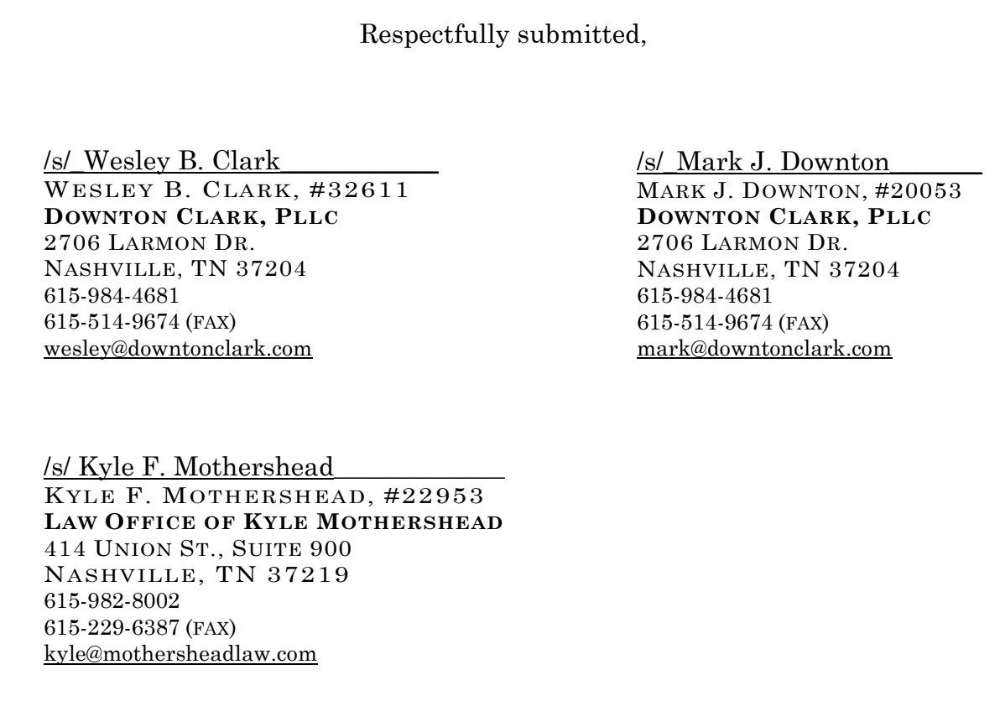 Respectfully submitted,
/s/_Wesley B. Clark____________
WESLEY B. CLARK, #32611
DOWNTON CLARK, PLLC
2706 LARMON DR.
NASHVILLE, TN 37204
615-984-4681
615-514-9674 (FAX)
wesley@downtonclark.com
/s/_Mark J. Downton_______
MARK J. DOWNTON, #20053
DOWNTON CLARK, PLLC
2706 LARMON DR.
NASHVILLE, TN 37204
615-984-4681
615-514-9674 (FAX)
mark@downtonclark.com
/s/ Kyle F. Mothershead_____________
KYLE F. MOTHERSHEAD, #22953
LAW OFFICE OF KYLE MOTHERSHEAD
414 UNION ST., SUITE 900
NASHVILLE, TN 37219
615-982-8002
615-229-6387 (FAX)
kyle@mothersheadlaw.com